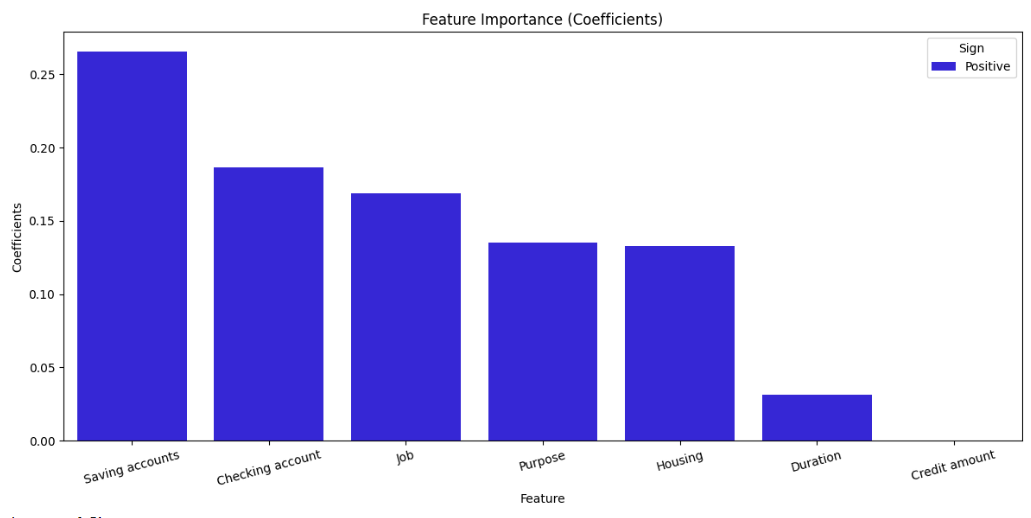 Feature Importance (Coefficients)
Sign
Positive
Coefficients
0.25
0.20
0.15
0.10
0.05
0.00
Saving accounts
Checking account
Job
Purpose
Housing
Duration
Credit amount
Feature